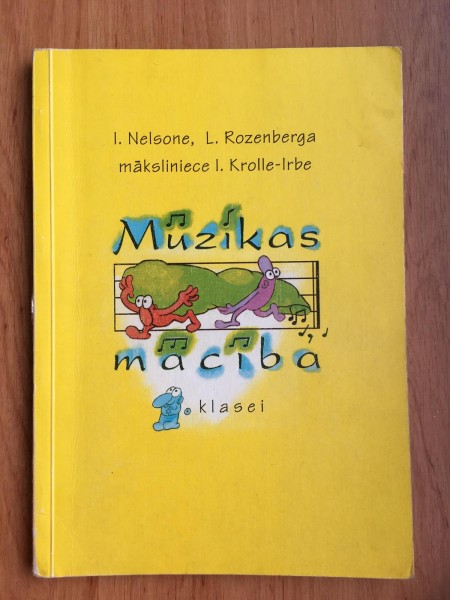 I. Nelsone, L. Rozenberga
māksliniece I. Krolle-Irbe
Mūzikas
mācība
1. klasei